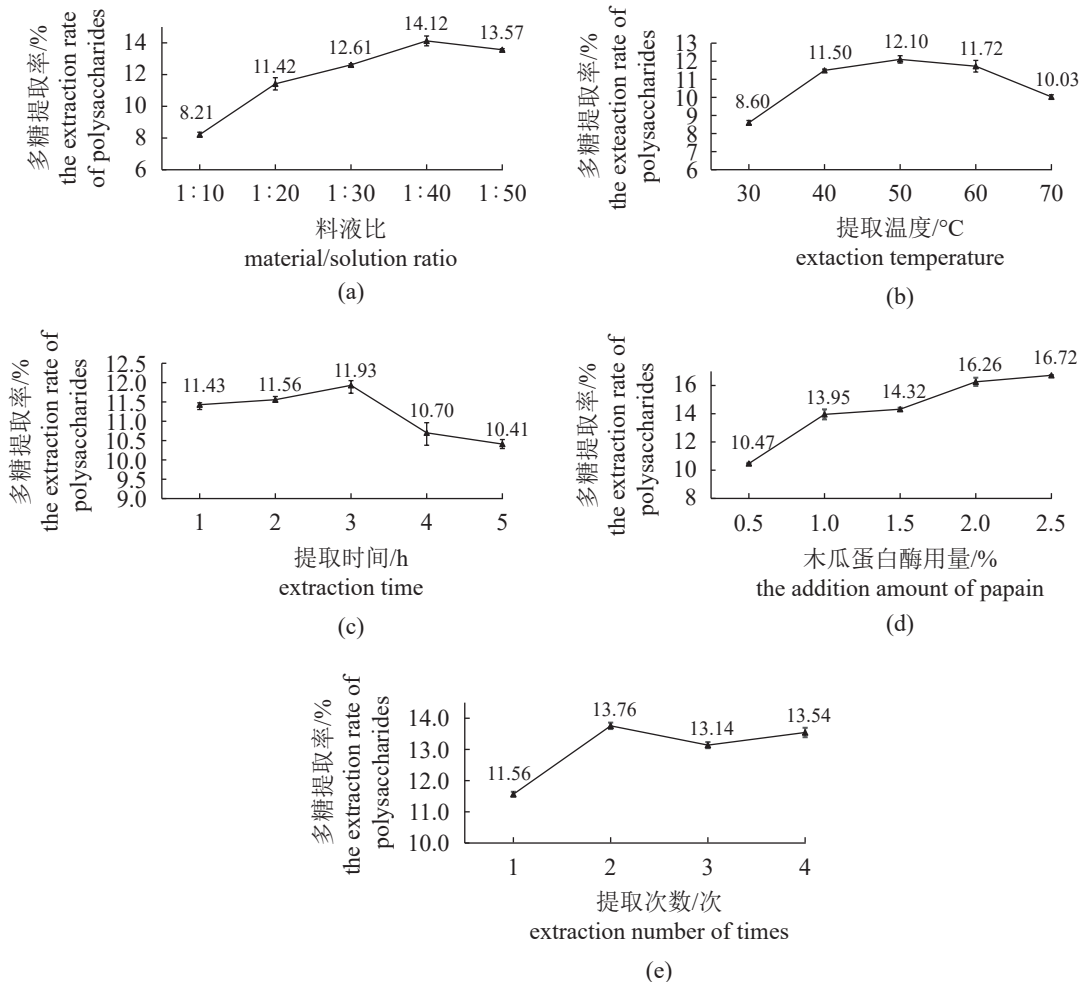 多糖提取率/%
the extraction rate
of polysaccharides
14
12
10
8
6
8.21
11.42
12.61
14.12
13.57
1∶10
1∶20
1∶30
1∶40
1∶50
料液比
material/solution ratio
(a)
多糖提取率/%
the exteaction rate of
polysaccharides
13
12
11
10
9
8
7
6
8.60
11.50
12.10
11.72
10.03
30
40
50
60
70
提取温度/°C
extaction temperature
(b)
多糖提取率/%
the extraction rate of
polysaccharides
12.5
12.0
11.5
11.0
10.5
10.0
9.5
9.0
11.43
11.56
11.93
10.70
10.41
1
2
3
4
5
提取时间/h
extraction time
(c)
多糖提取率/%
the extraction rate of
polysaccharides
16
14
12
10
8
10.47
13.95
14.32
16.26
16.72
0.5
1.0
1.5
2.0
2.5
木瓜蛋白酶用量/%
the addition amount of papain
(d)
多糖提取率/%
the extraction rate of
polysaccharides
14.0
13.0
12.0
11.0
10.0
11.56
13.76
13.14
13.54
1
2
3
4
提取次数/次
extraction number of times
(e)